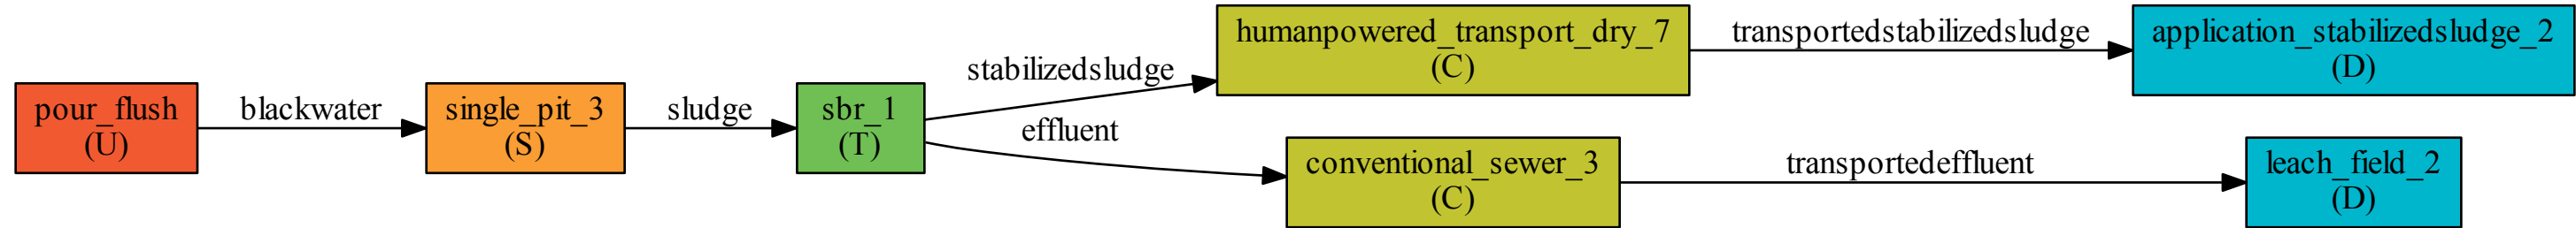 pour_flush
(U)
blackwater
single_pit_3
(S)
sludge
sbr_1
(T)
stabilizedsludge
effluent
humanpowered_transport_dry_7
(C)
conventional_sewer_3
(C)
transportedstabilizedsludge
transportedeffluent
application_stabilizedsludge_2
(D)
leach_field_2
(D)